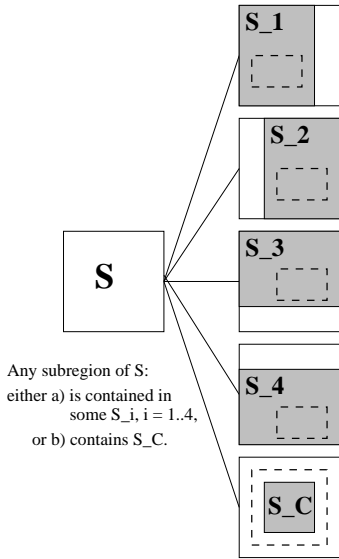 S_1
S_2
S
S_3
S_4
S_C
Any subregion of S:
either a) is contained in
some S_i, i = 1..4,
or b) contains S_C.